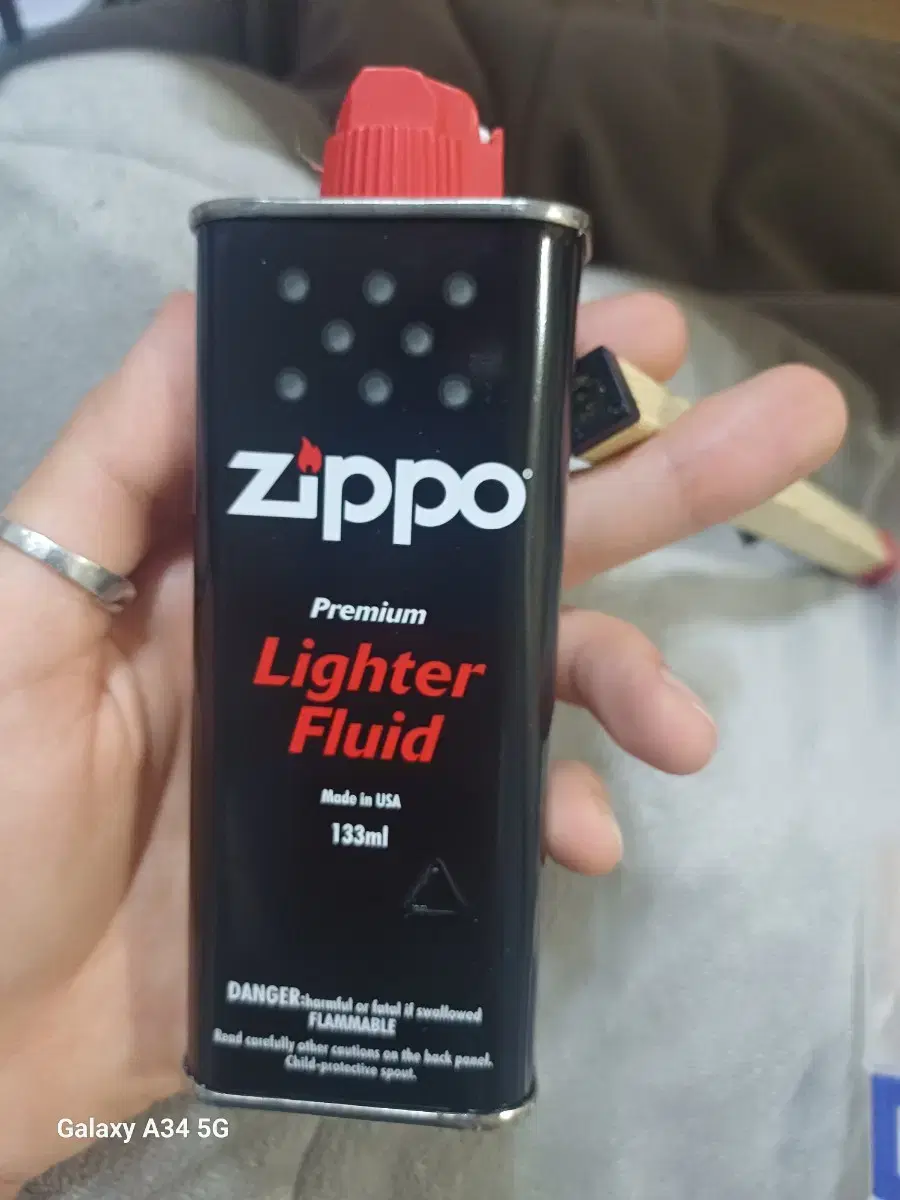 zippo
Premium
Lighter
Fluid
Made in USA
133ml
DANGER:harmful or fatal if swallowed
FLAMMABLE
Read carefully other cautions on the back panel.
Child-protective spout.
Galaxy A34 5G